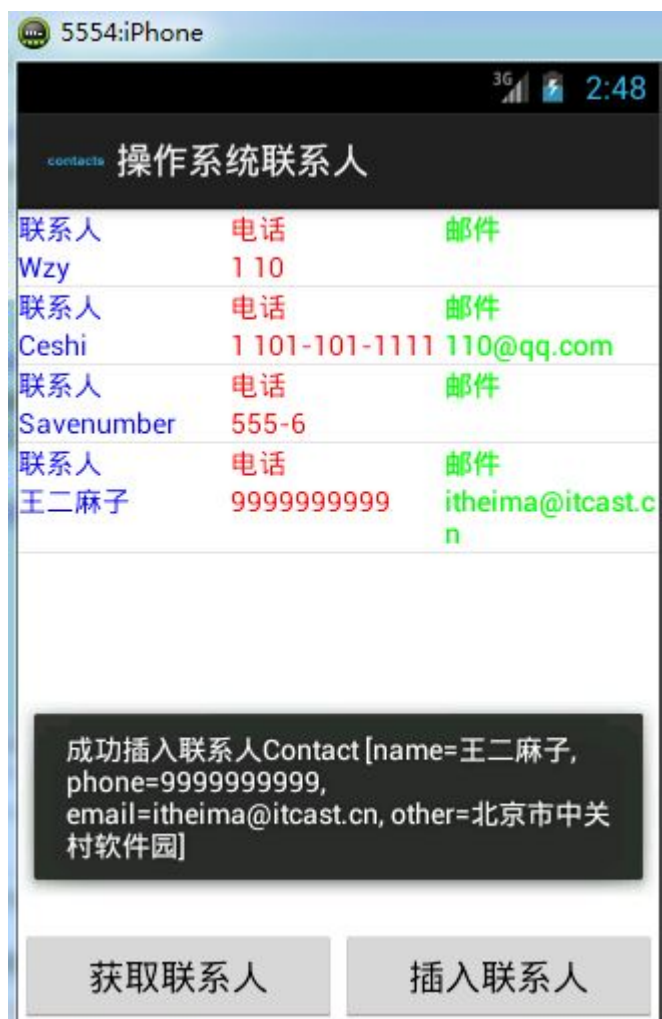 5554:iPhone
3G 2:48
contacts 操作系统联系人
联系人 电话 邮件
Wzy 1 10
联系人 电话 邮件
Ceshi 1 101-101-1111 110@qq.com
联系人 电话 邮件
Savenumber 555-6
联系人 电话 邮件
王二麻子 9999999999 itheima@itcast.c
n
成功插入联系人Contact [name=王二麻子,
phone=9999999999,
email=itheima@itcast.cn, other=北京市中关
村软件园]
获取联系人 插入联系人